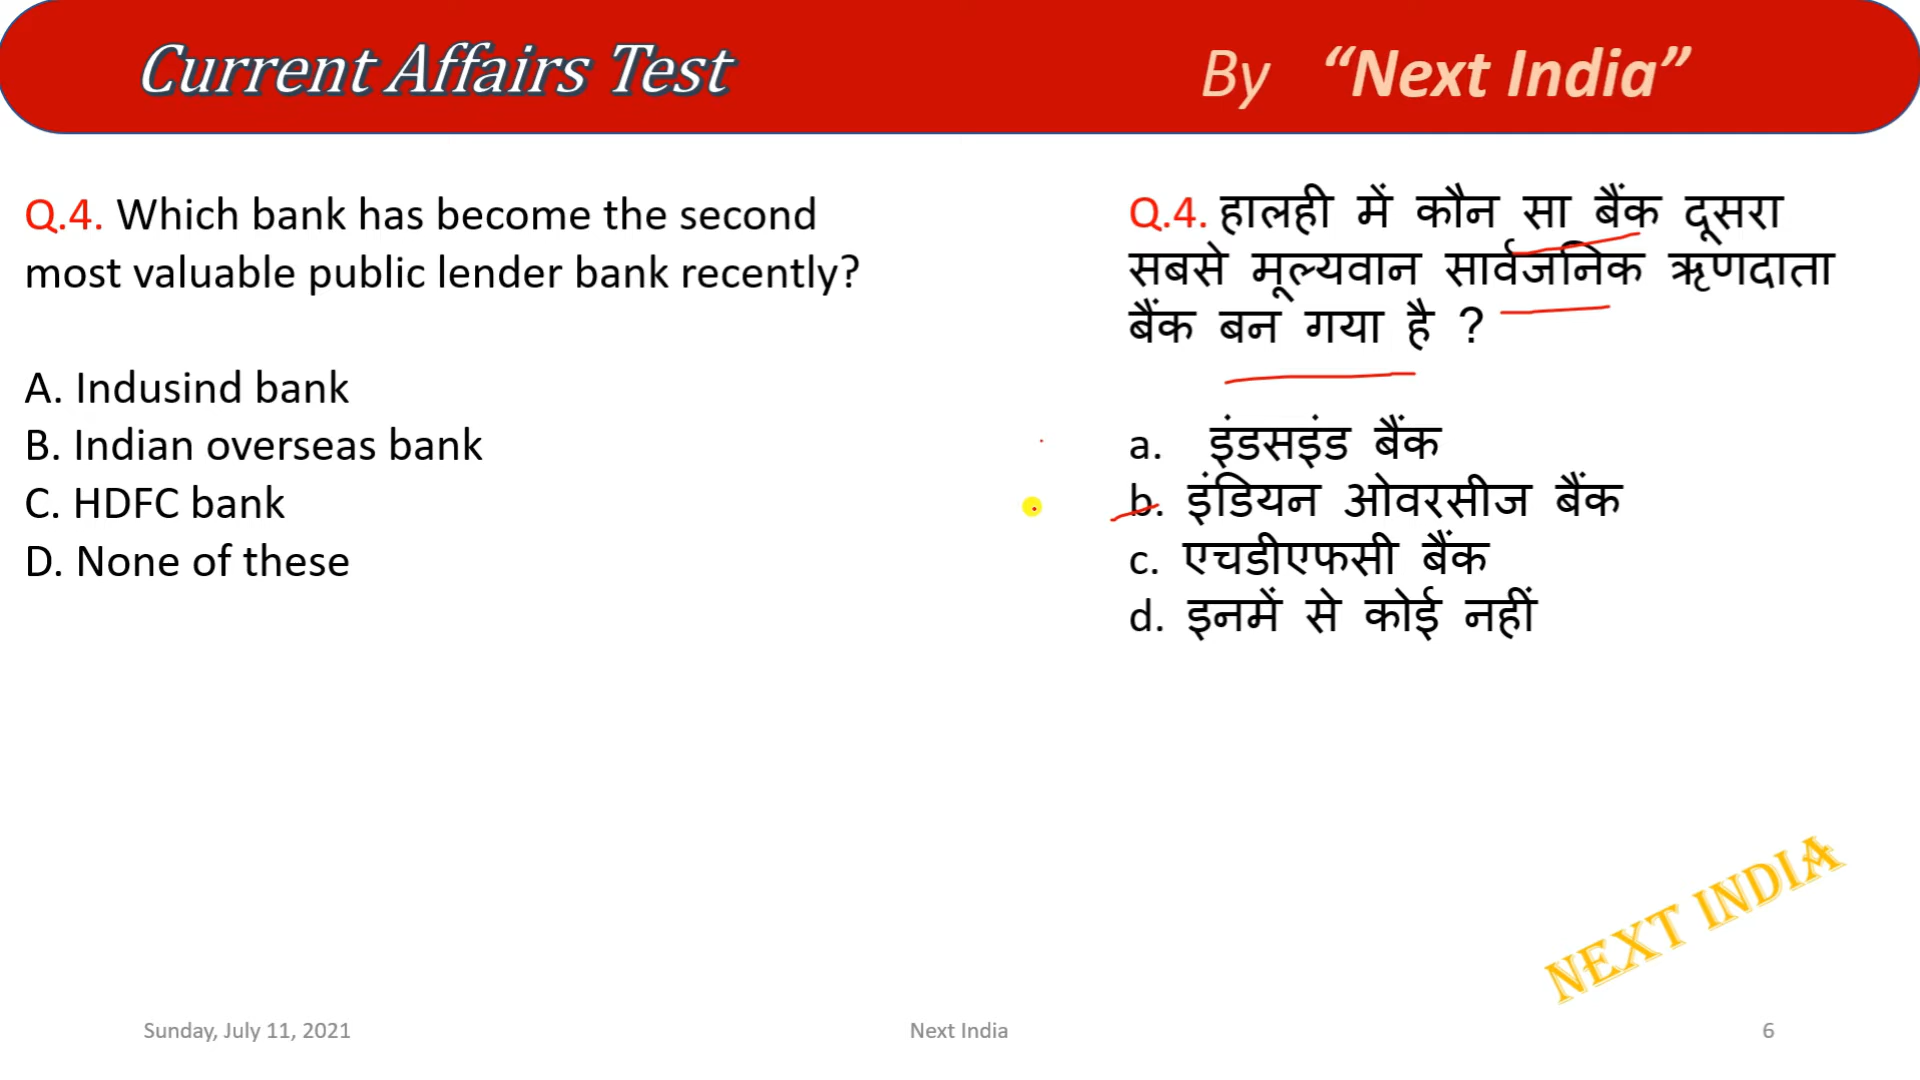 Current Affairs Test
By “Next India”
Q.4. Which bank has become the second
most valuable public lender bank recently?
A. Indusind bank
B. Indian overseas bank
C. HDFC bank
D. None of these
Q.4. हालही में कौन सा बैंक दूसरा
सबसे मूल्यवान सार्वजनिक ऋणदाता
बैंक बन गया है ?
a. इंडसइंड बैंक
b. इंडियन ओवरसीज बैंक
c. एचडीएफसी बैंक
d. इनमें से कोई नहीं
NEXT INDIA
Sunday, July 11, 2021
Next India
6